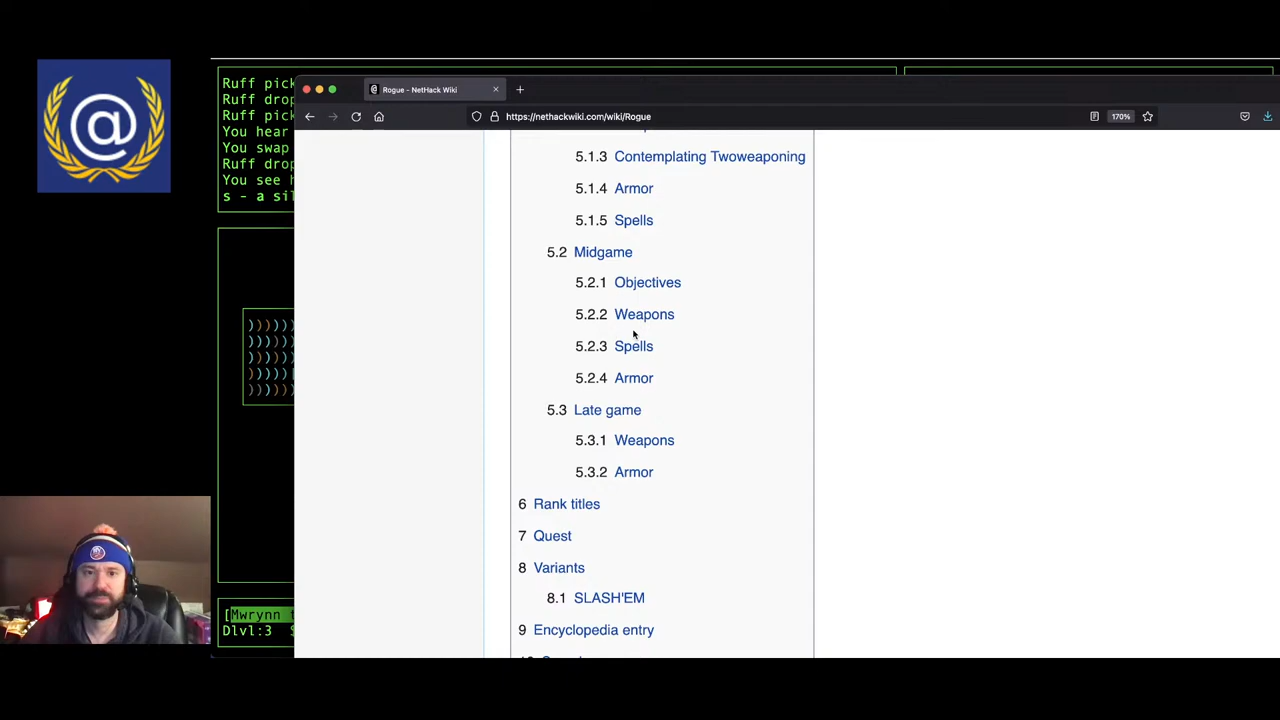 @
Ruff pick
Ruff drop
Ruff pick
You hear
You swap
Ruff drop
You see h
s - a sil
[Mwrynn t
Dlvl:3 $
Rogue - NetHack Wiki
https://nethackwiki.com/wiki/Rogue
170%
5.1.3 Contemplating Twoweaponing
5.1.4 Armor
5.1.5 Spells
5.2 Midgame
5.2.1 Objectives
5.2.2 Weapons
5.2.3 Spells
5.2.4 Armor
5.3 Late game
5.3.1 Weapons
5.3.2 Armor
6 Rank titles
7 Quest
8 Variants
8.1 SLASH'EM
9 Encyclopedia entry